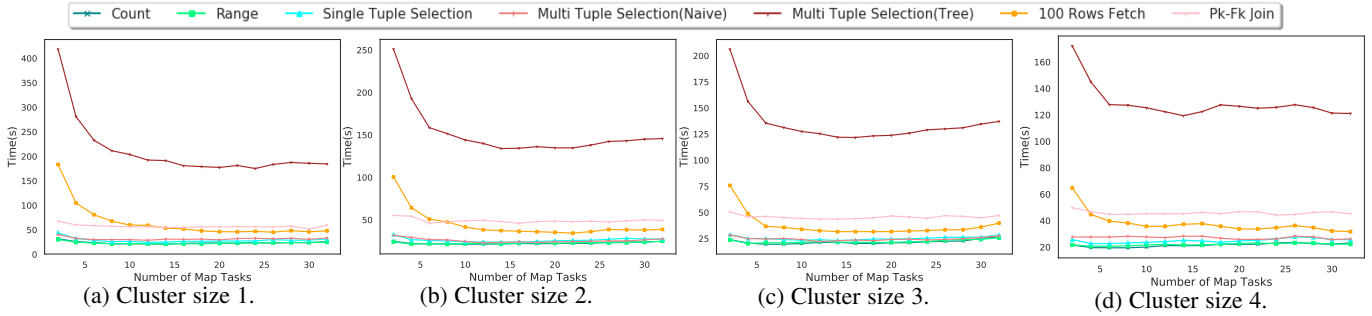 Count Range Single Tuple Selection Multi Tuple Selection(Naive) Multi Tuple Selection(Tree) 100 Rows Fetch Pk-Fk Join
400
350
300
250
200
150
100
50
0
Time(s)
5 10 15 20 25 30
Number of Map Tasks
(a) Cluster size 1.
250
200
150
100
50
Time(s)
5 10 15 20 25 30
Number of Map Tasks
(b) Cluster size 2.
200
175
150
125
100
75
50
25
Time(s)
5 10 15 20 25 30
Number of Map Tasks
(c) Cluster size 3.
160
140
120
100
80
60
40
20
Time(s)
5 10 15 20 25 30
Number of Map Tasks
(d) Cluster size 4.